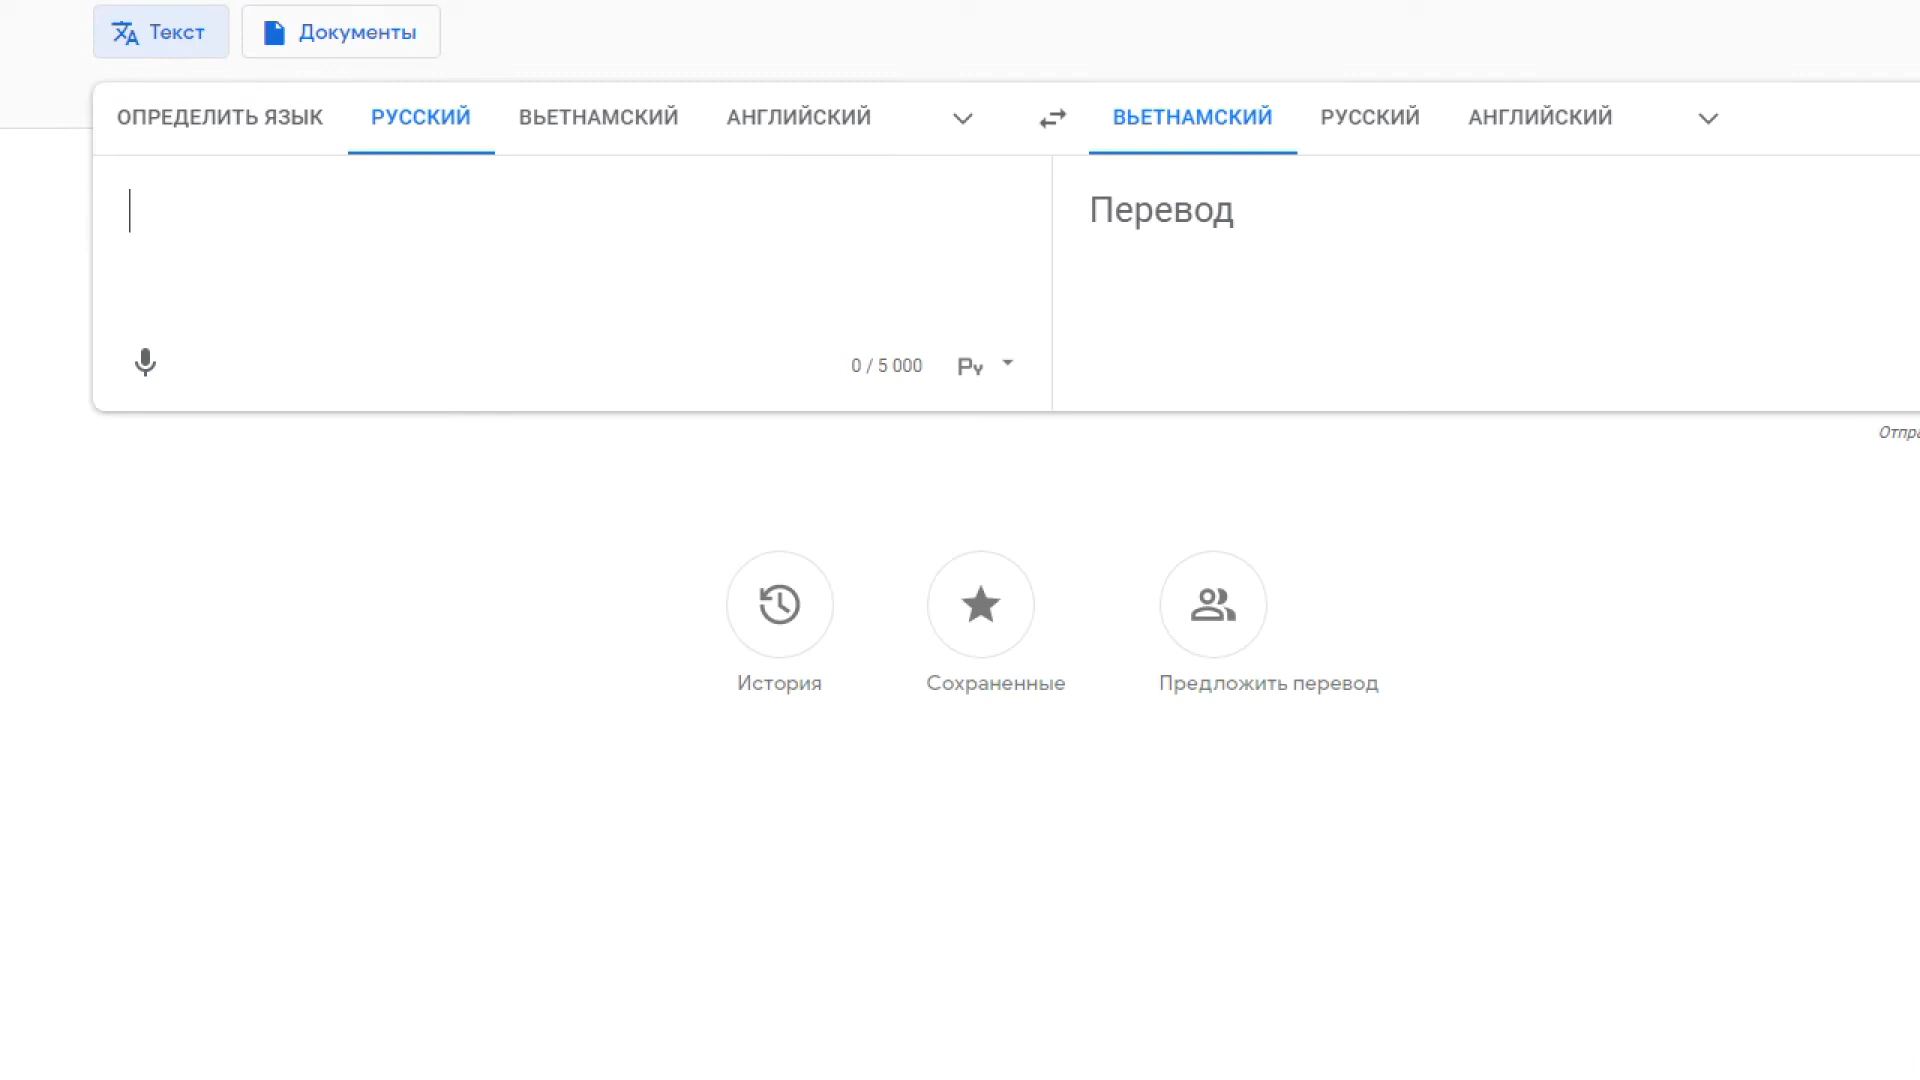 Текст Документы
ОПРЕДЕЛИТЬ ЯЗЫК РУССКИЙ ВЬЕТНАМСКИЙ АНГЛИЙСКИЙ ВЬЕТНАМСКИЙ РУССКИЙ АНГЛИЙСКИЙ
Перевод
0 / 5 000 Ру
Отпра
История Сохраненные Предложить перевод